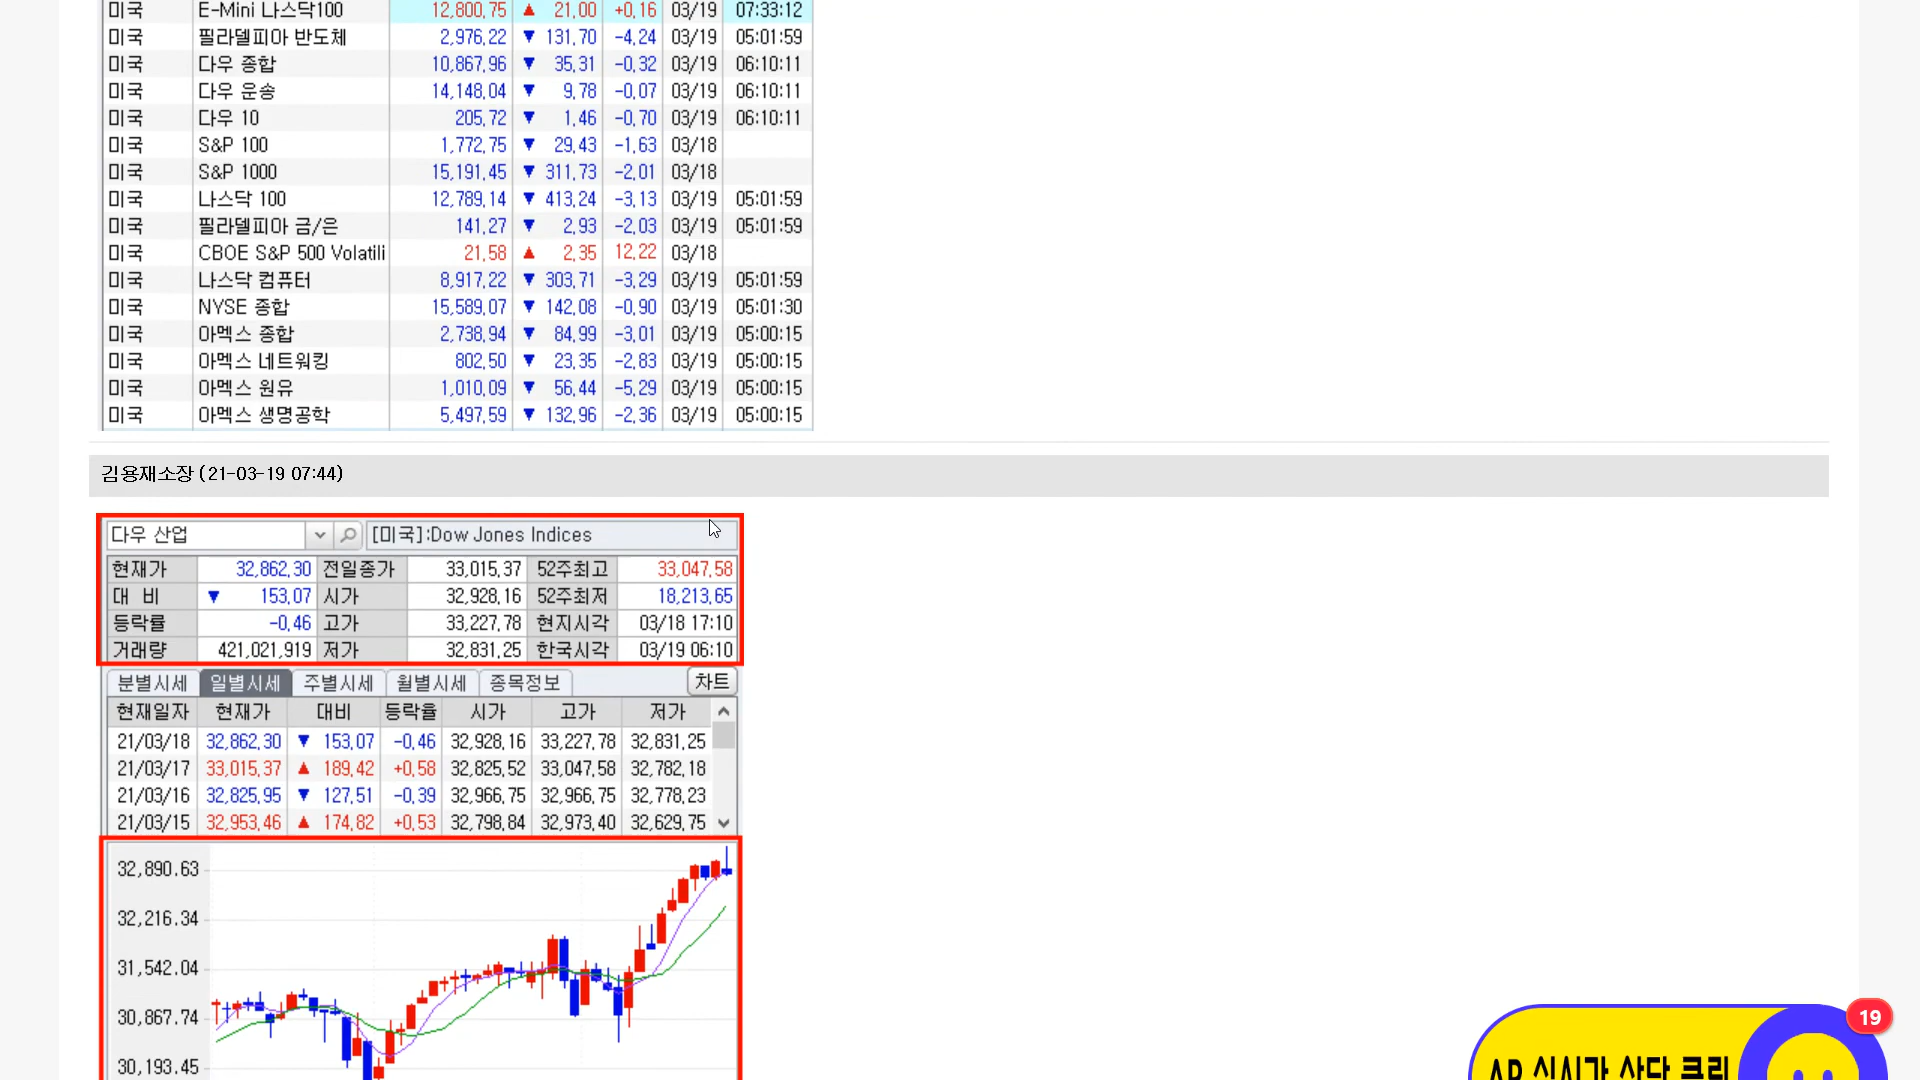 미국 E-Mini 나스닥100 12,800,75 ▲ 21,00 +0,16 03/19 07:33:12
미국 필라델피아 반도체 2,976,22 ▼ 131,70 -4,24 03/19 05:01:59
미국 다우 종합 10,867,96 ▼ 35,31 -0,32 03/19 06:10:11
미국 다우 운송 14,148,04 ▼ 9,78 -0,07 03/19 06:10:11
미국 다우 10 205,72 ▼ 1,46 -0,70 03/19 06:10:11
미국 S&P 100 1,772,75 ▼ 29,43 -1,63 03/18
미국 S&P 1000 15,191,45 ▼ 311,73 -2,01 03/18
미국 나스닥 100 12,789,14 ▼ 413,24 -3,13 03/19 05:01:59
미국 필라델피아 금/은 141,27 ▼ 2,93 -2,03 03/19 05:01:59
미국 CBOE S&P 500 Volatili 21,58 ▲ 2,35 12,22 03/18
미국 나스닥 컴퓨터 8,917,22 ▼ 303,71 -3,29 03/19 05:01:59
미국 NYSE 종합 15,589,07 ▼ 142,08 -0,90 03/19 05:01:30
미국 아멕스 종합 2,738,94 ▼ 84,99 -3,01 03/19 05:00:15
미국 아멕스 네트워킹 802,50 ▼ 23,35 -2,83 03/19 05:00:15
미국 아멕스 원유 1,010,09 ▼ 56,44 -5,29 03/19 05:00:15
미국 아멕스 생명공학 5,497,59 ▼ 132,96 -2,36 03/19 05:00:15
김용재소장 (21-03-19 07:44)
다우 산업 [미국]:Dow Jones Indices
현재가 32,862,30 전일종가 33,015,37 52주최고 33,047,58
대 비 ▼ 153,07 시가 32,928,16 52주최저 18,213,65
등락률 -0,46 고가 33,227,78 현지시각 03/18 17:10
거래량 421,021,919 저가 32,831,25 한국시각 03/19 06:10
분별시세 일별시세 주별시세 월별시세 종목정보 차트
현재일자 현재가 대비 등락율 시가 고가 저가
21/03/18 32,862,30 ▼ 153,07 -0,46 32,928,16 33,227,78 32,831,25
21/03/17 33,015,37 ▲ 189,42 +0,58 32,825,52 33,047,58 32,782,18
21/03/16 32,825,95 ▼ 127,51 -0,39 32,966,75 32,966,75 32,778,23
21/03/15 32,953,46 ▲ 174,82 +0,53 32,798,84 32,973,40 32,629,75
32,890.63
32,216.34
31,542.04
30,867.74
30,193.45
19
AP 실시간 상담 클릭